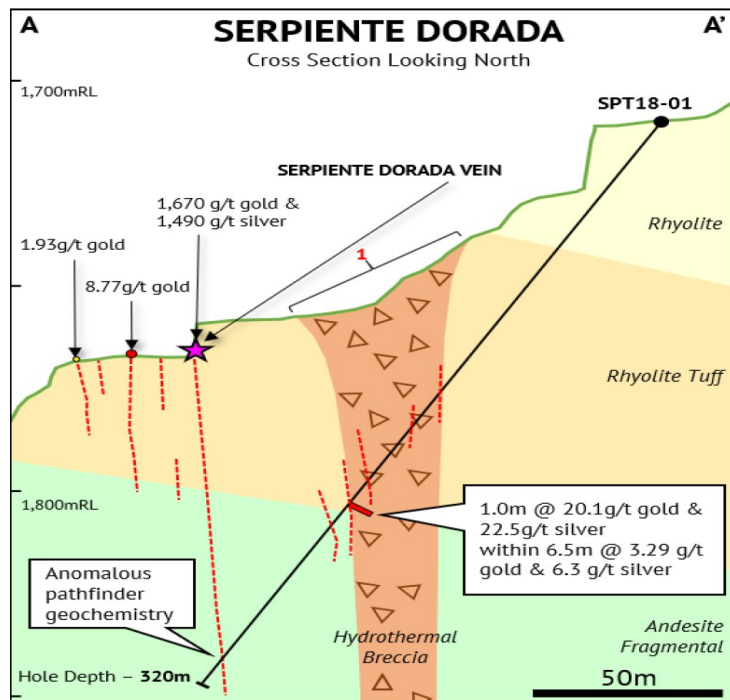 A
SERPIENTE DORADA
A'
Cross Section Looking North
1,700mRL
SPT18-01
SERPIENTE DORADA VEIN
1,670 g/t gold &
1,490 g/t silver
1.93g/t gold
8.77g/t gold
1
Rhyolite
Rhyolite Tuff
1,800mRL
1.0m @ 20.1g/t gold &
22.5g/t silver
within 6.5m @ 3.29 g/t
gold & 6.3 g/t silver
Anomalous
pathfinder
geochemistry
Hydrothermal
Breccia
Andesite
Fragmental
Hole Depth – 320m
50m